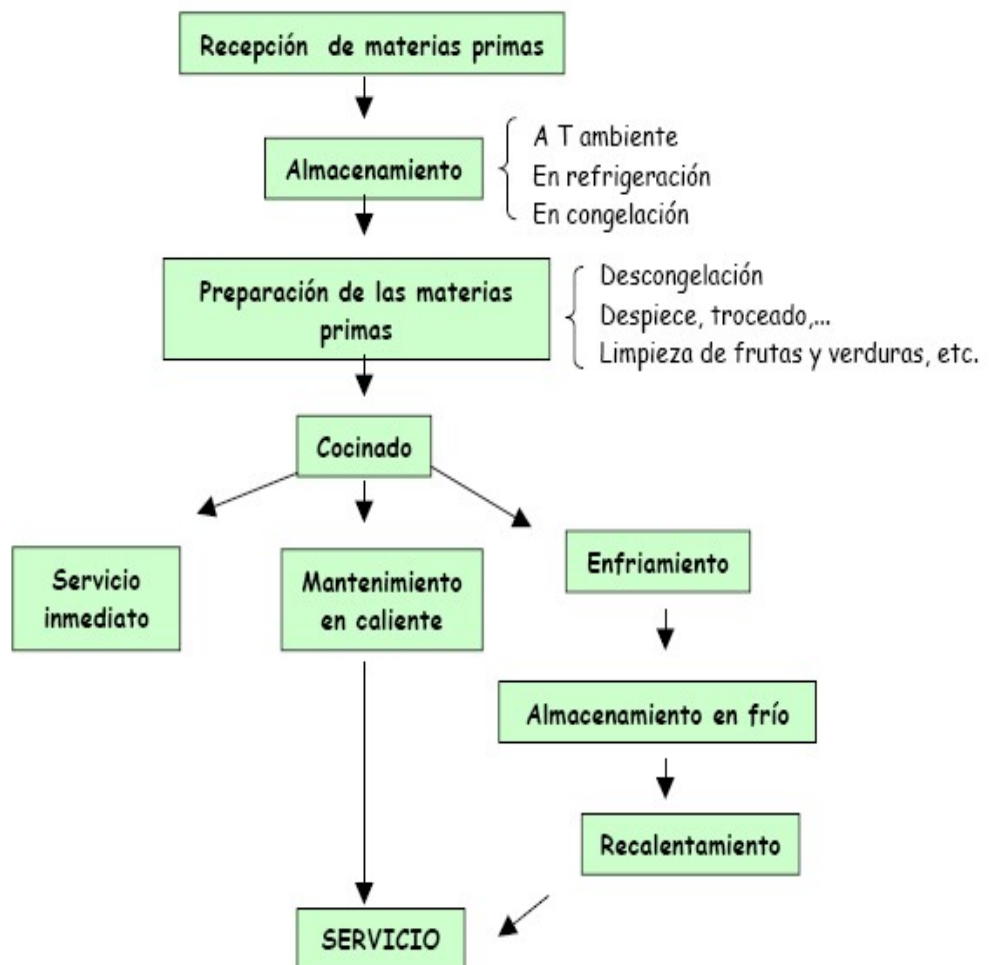 Recepción de materias primas
Almacenamiento
A T ambiente
En refrigeración
En congelación
Preparación de las materias
primas
Descongelación
Despiece, troceado,...
Limpieza de frutas y verduras, etc.
Cocinado
Servicio
inmediato
Mantenimiento
en caliente
Enfriamiento
Almacenamiento en frío
Recalentamiento
SERVICIO